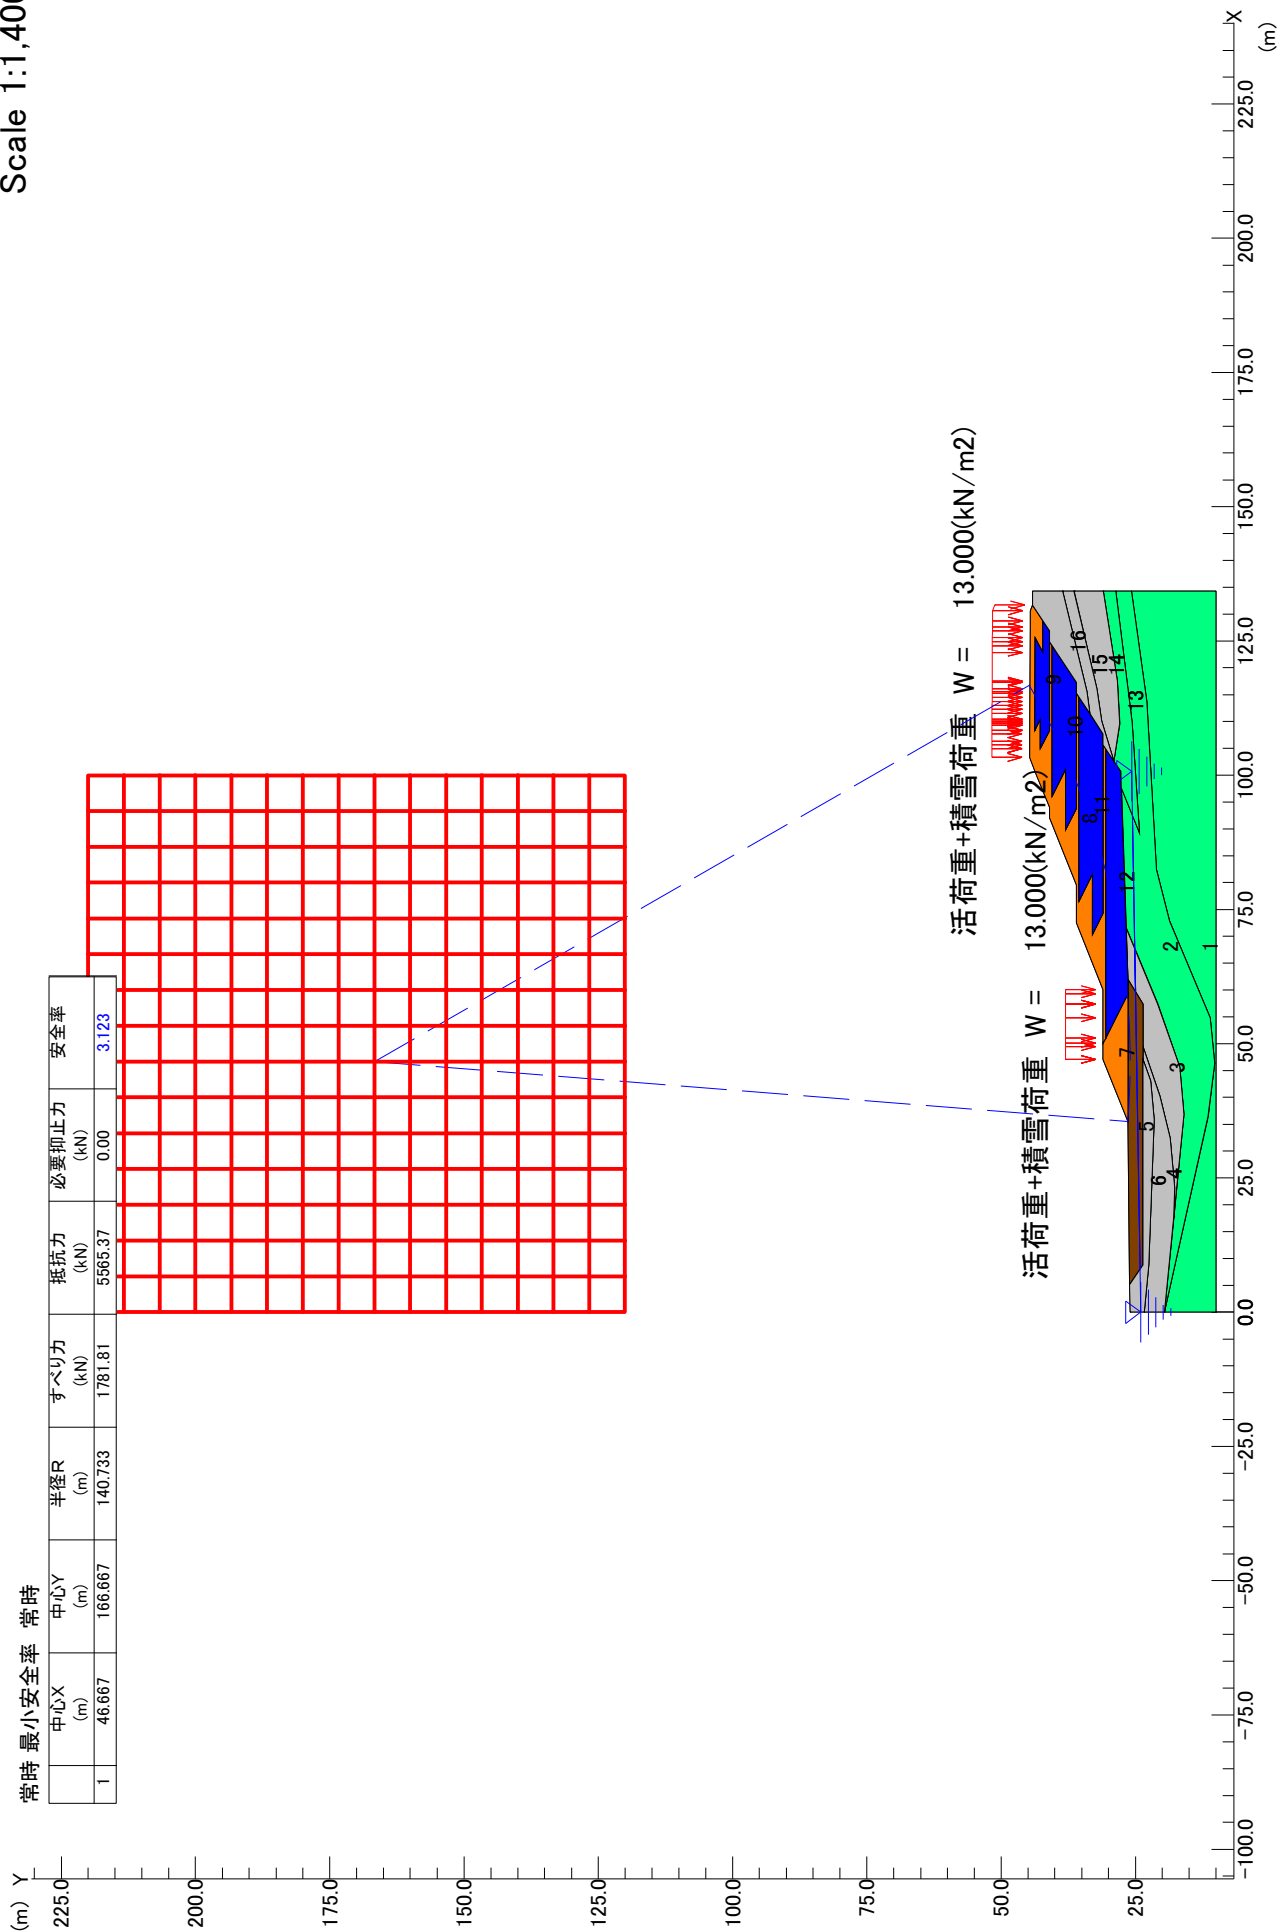 Scale 1:1,400
常時 最小安全率 常時
中心X (m) 中心Y (m) 半径R (m) すべり力 (kN) 抵抗力 (kN) 必要抑止力 (kN) 安全率
1 46.667 166.667 140.733 1781.81 5565.37 0.00 3.123
(m) Y
225.0
200.0
175.0
150.0
125.0
100.0
75.0
50.0
25.0
活荷重+積雪荷重 W = 13.000(kN/m2)
活荷重+積雪荷重 W = 13.000(kN/m2)
16
15
14
13
9
10
11
8
12
7
5
6
4
3
2
1
-100.0 -75.0 -50.0 -25.0 0.0 25.0 50.0 75.0 100.0 125.0 150.0 175.0 200.0 225.0 X
(m)